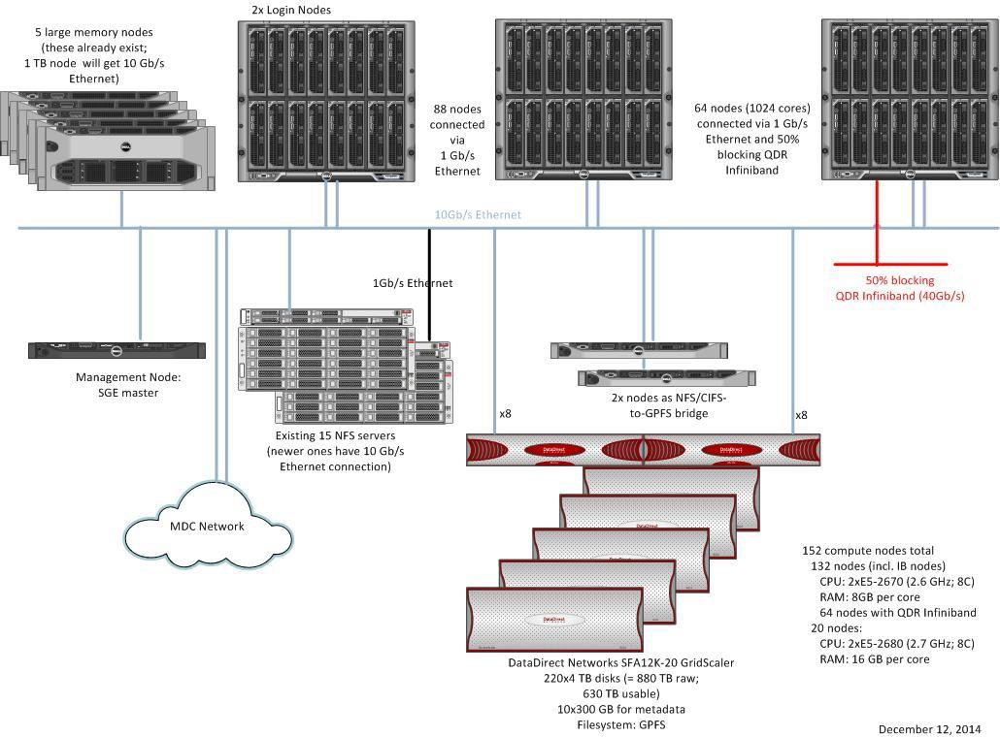 2x Login Nodes
5 large memory nodes
(these already exist;
1 TB node will get 10 Gb/s
Ethernet)
88 nodes
connected
via
1 Gb/s
Ethernet
64 nodes (1024 cores)
connected via 1 Gb/s
Ethernet and 50%
blocking QDR
Infiniband
10Gb/s Ethernet
1Gb/s Ethernet
50% blocking
QDR Infiniband (40Gb/s)
Management Node:
SGE master
Existing 15 NFS servers
(newer ones have 10 Gb/s
Ethernet connection)
2x nodes as NFS/CIFS-
to-GPFS bridge
x8
x8
DataDirect
DataDirect
MDC Network
DataDirect
152 compute nodes total
132 nodes (incl. IB nodes)
CPU: 2xE5-2670 (2.6 GHz; 8C)
RAM: 8GB per core
64 nodes with QDR Infiniband
20 nodes:
CPU: 2xE5-2680 (2.7 GHz; 8C)
RAM: 16 GB per core
DataDirect Networks SFA12K-20 GridScaler
220x4 TB disks (= 880 TB raw;
630 TB usable)
10x300 GB for metadata
Filesystem: GPFS
December 12, 2014